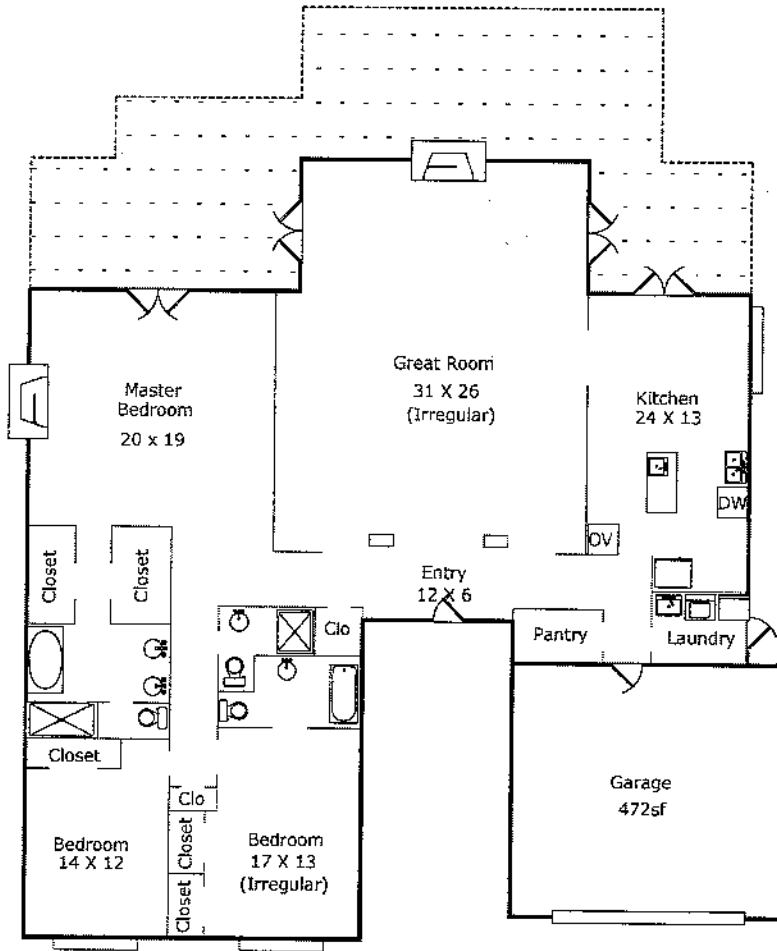 Great Room
31 X 26
(Irregular)
Master
Bedroom
20 x 19
Kitchen
24 X 13
DW
OV
Closet
Closet
Entry
12 X 6
Clo
Pantry
Laundry
Closet
Clo
Garage
472sf
Bedroom
14 X 12
Closet
Bedroom
17 X 13
(Irregular)
Closet